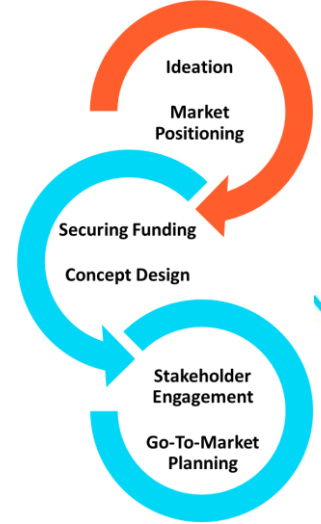 Ideation
Market
Positioning
Securing Funding
Concept Design
Stakeholder
Engagement
Go-To-Market
Planning